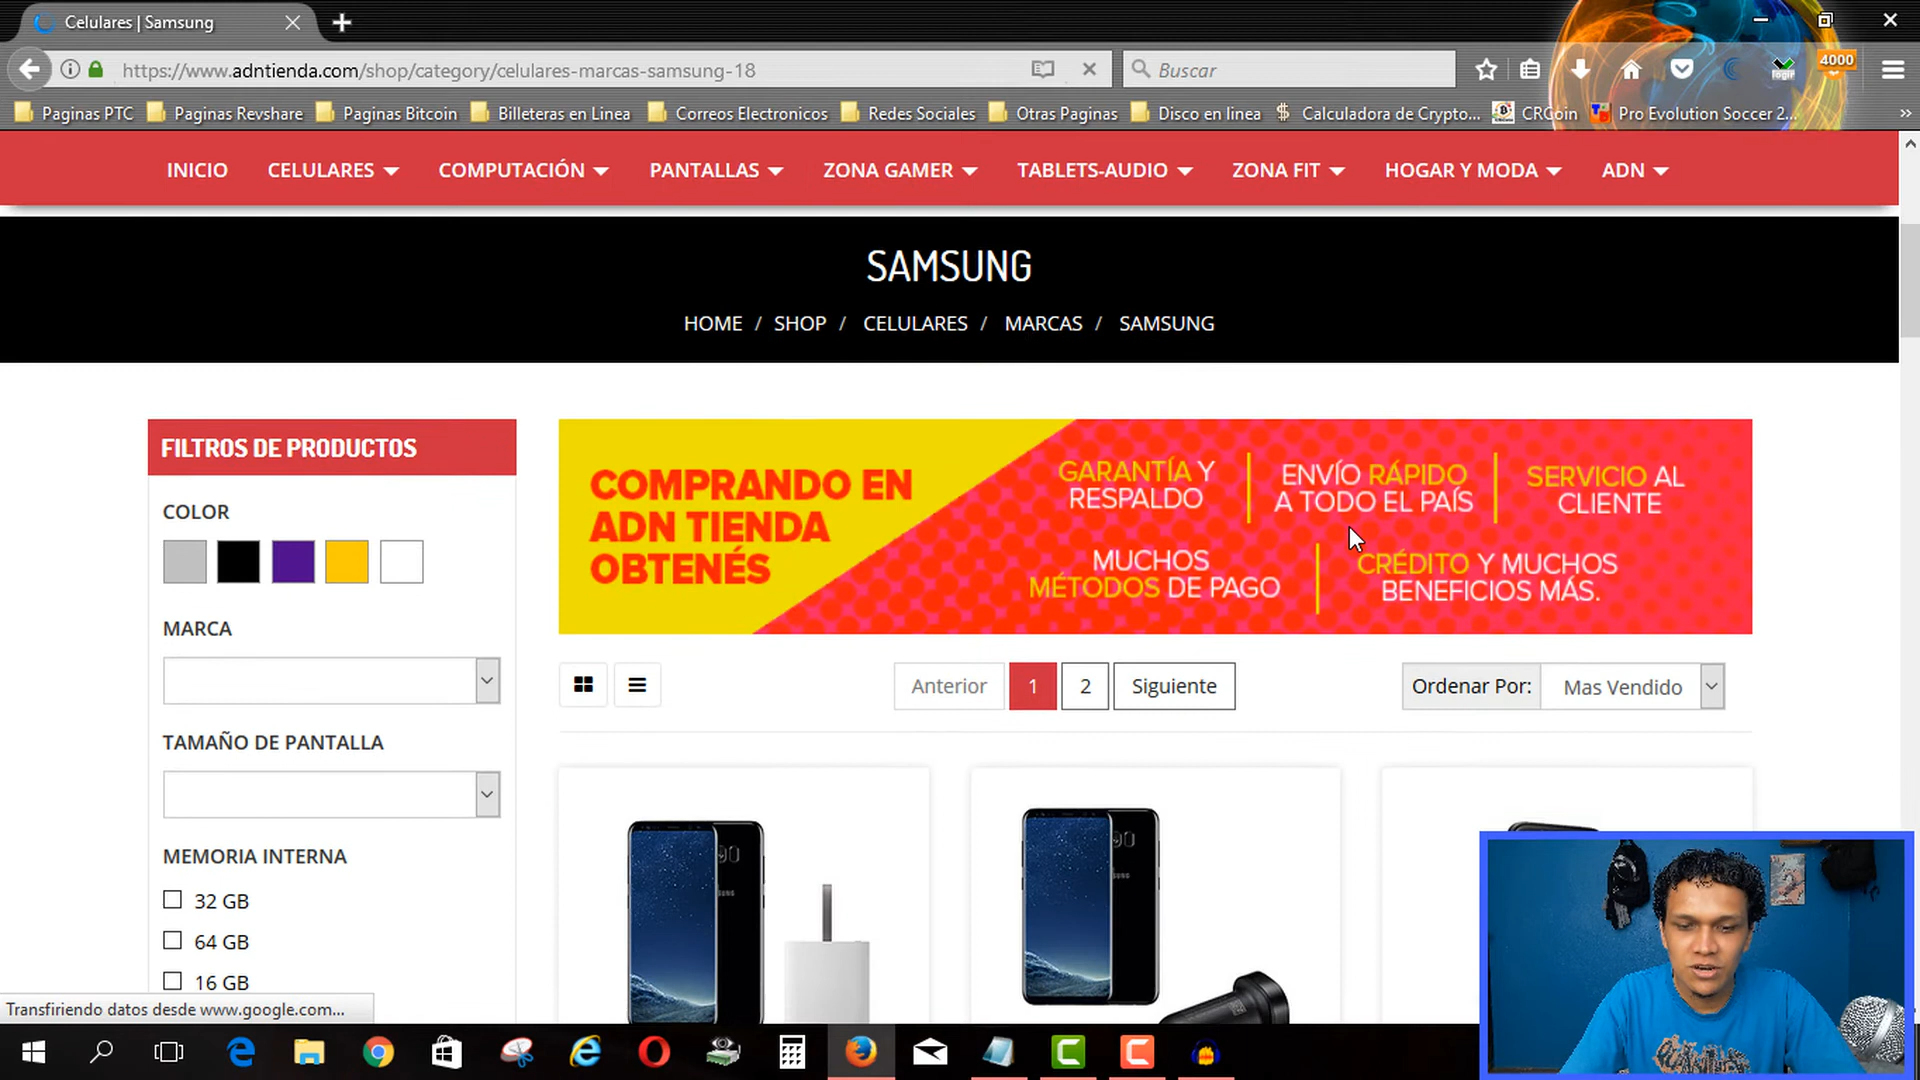 Celulares | Samsung
https://www.adntienda.com/shop/category/celulares-marcas-samsung-18
Buscar
login
4000
Paginas PTC
Paginas Revshare
Paginas Bitcoin
Billeteras en Linea
Correos Electronicos
Redes Sociales
Otras Paginas
Disco en linea
Calculadora de Crypto...
CRCoin
Pro Evolution Soccer 2...
INICIO
CELULARES
COMPUTACIÓN
PANTALLAS
ZONA GAMER
TABLETS-AUDIO
ZONA FIT
HOGAR Y MODA
ADN
SAMSUNG
HOME / SHOP / CELULARES / MARCAS / SAMSUNG
FILTROS DE PRODUCTOS
COLOR
MARCA
TAMAÑO DE PANTALLA
MEMORIA INTERNA
32 GB
64 GB
16 GB
COMPRANDO EN
ADN TIENDA
OBTENÉS
GARANTÍA Y
RESPALDO
ENVÍO RÁPIDO
A TODO EL PAÍS
SERVICIO AL
CLIENTE
MUCHOS
MÉTODOS DE PAGO
CRÉDITO Y MUCHOS
BENEFICIOS MÁS.
Anterior
1
2
Siguiente
Ordenar Por:
Mas Vendido
Transfiriendo datos desde www.google.com...